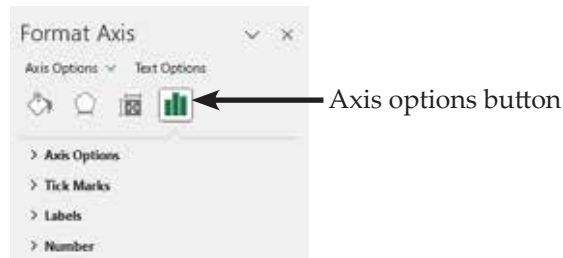 Format Axis
Axis Options Text Options
Axis options button
Axis Options
Tick Marks
Labels
Number